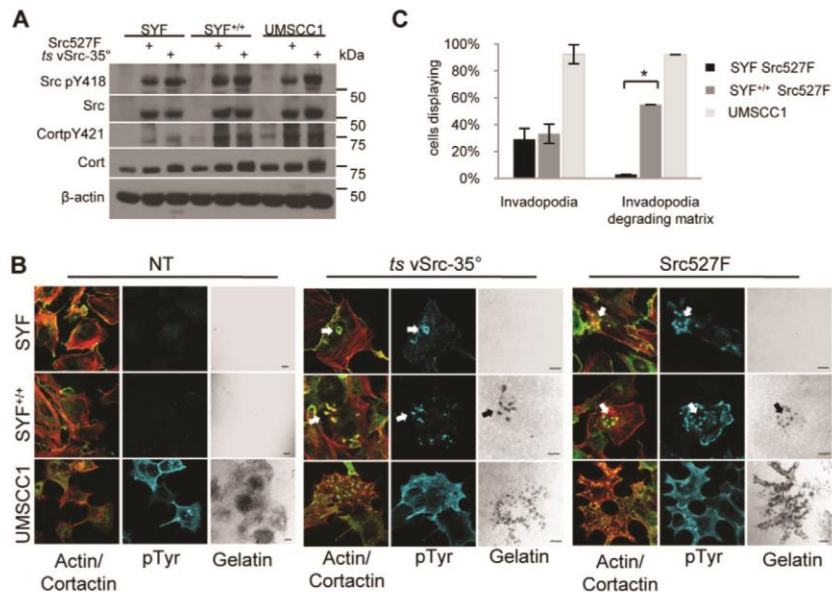 A
SYF SYF+/+ UMSCC1
Src527F + + +
ts vSrc-35° + + + kDa
Src pY418
50
Src
50
CortpY421
75
Cort
75
β-actin
50
C
cells displaying
100%
80%
60%
40%
20%
0%
*
Invadopodia
Invadopodia
degrading matrix
SYF Src527F
SYF+/+ Src527F
UMSCC1
B
NT ts vSrc-35° Src527F
SYF
SYF+/+
UMSCC1
Actin/ pTyr Gelatin Actin/ pTyr Gelatin Actin/ pTyr Gelatin
Cortactin Cortactin Cortactin